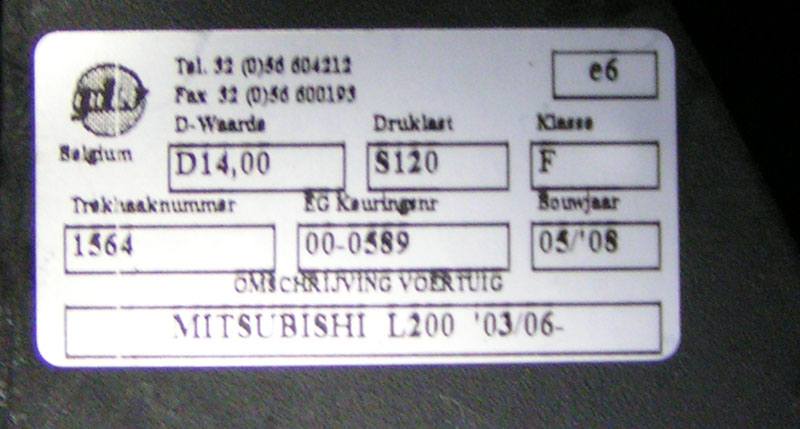 Tel. 32 (0)56 604212
Fax 32 (0)56 600193
e6
gdw
Belgium
D-Waarde Druklast Klasse
D14,00 S120 F
Trekhaaknummer EG Keuringsnr Bouwjaar
1564 00-0589 05/'08
OMSCHRIJVING VOERTUIG
MITSUBISHI L200 '03/06-